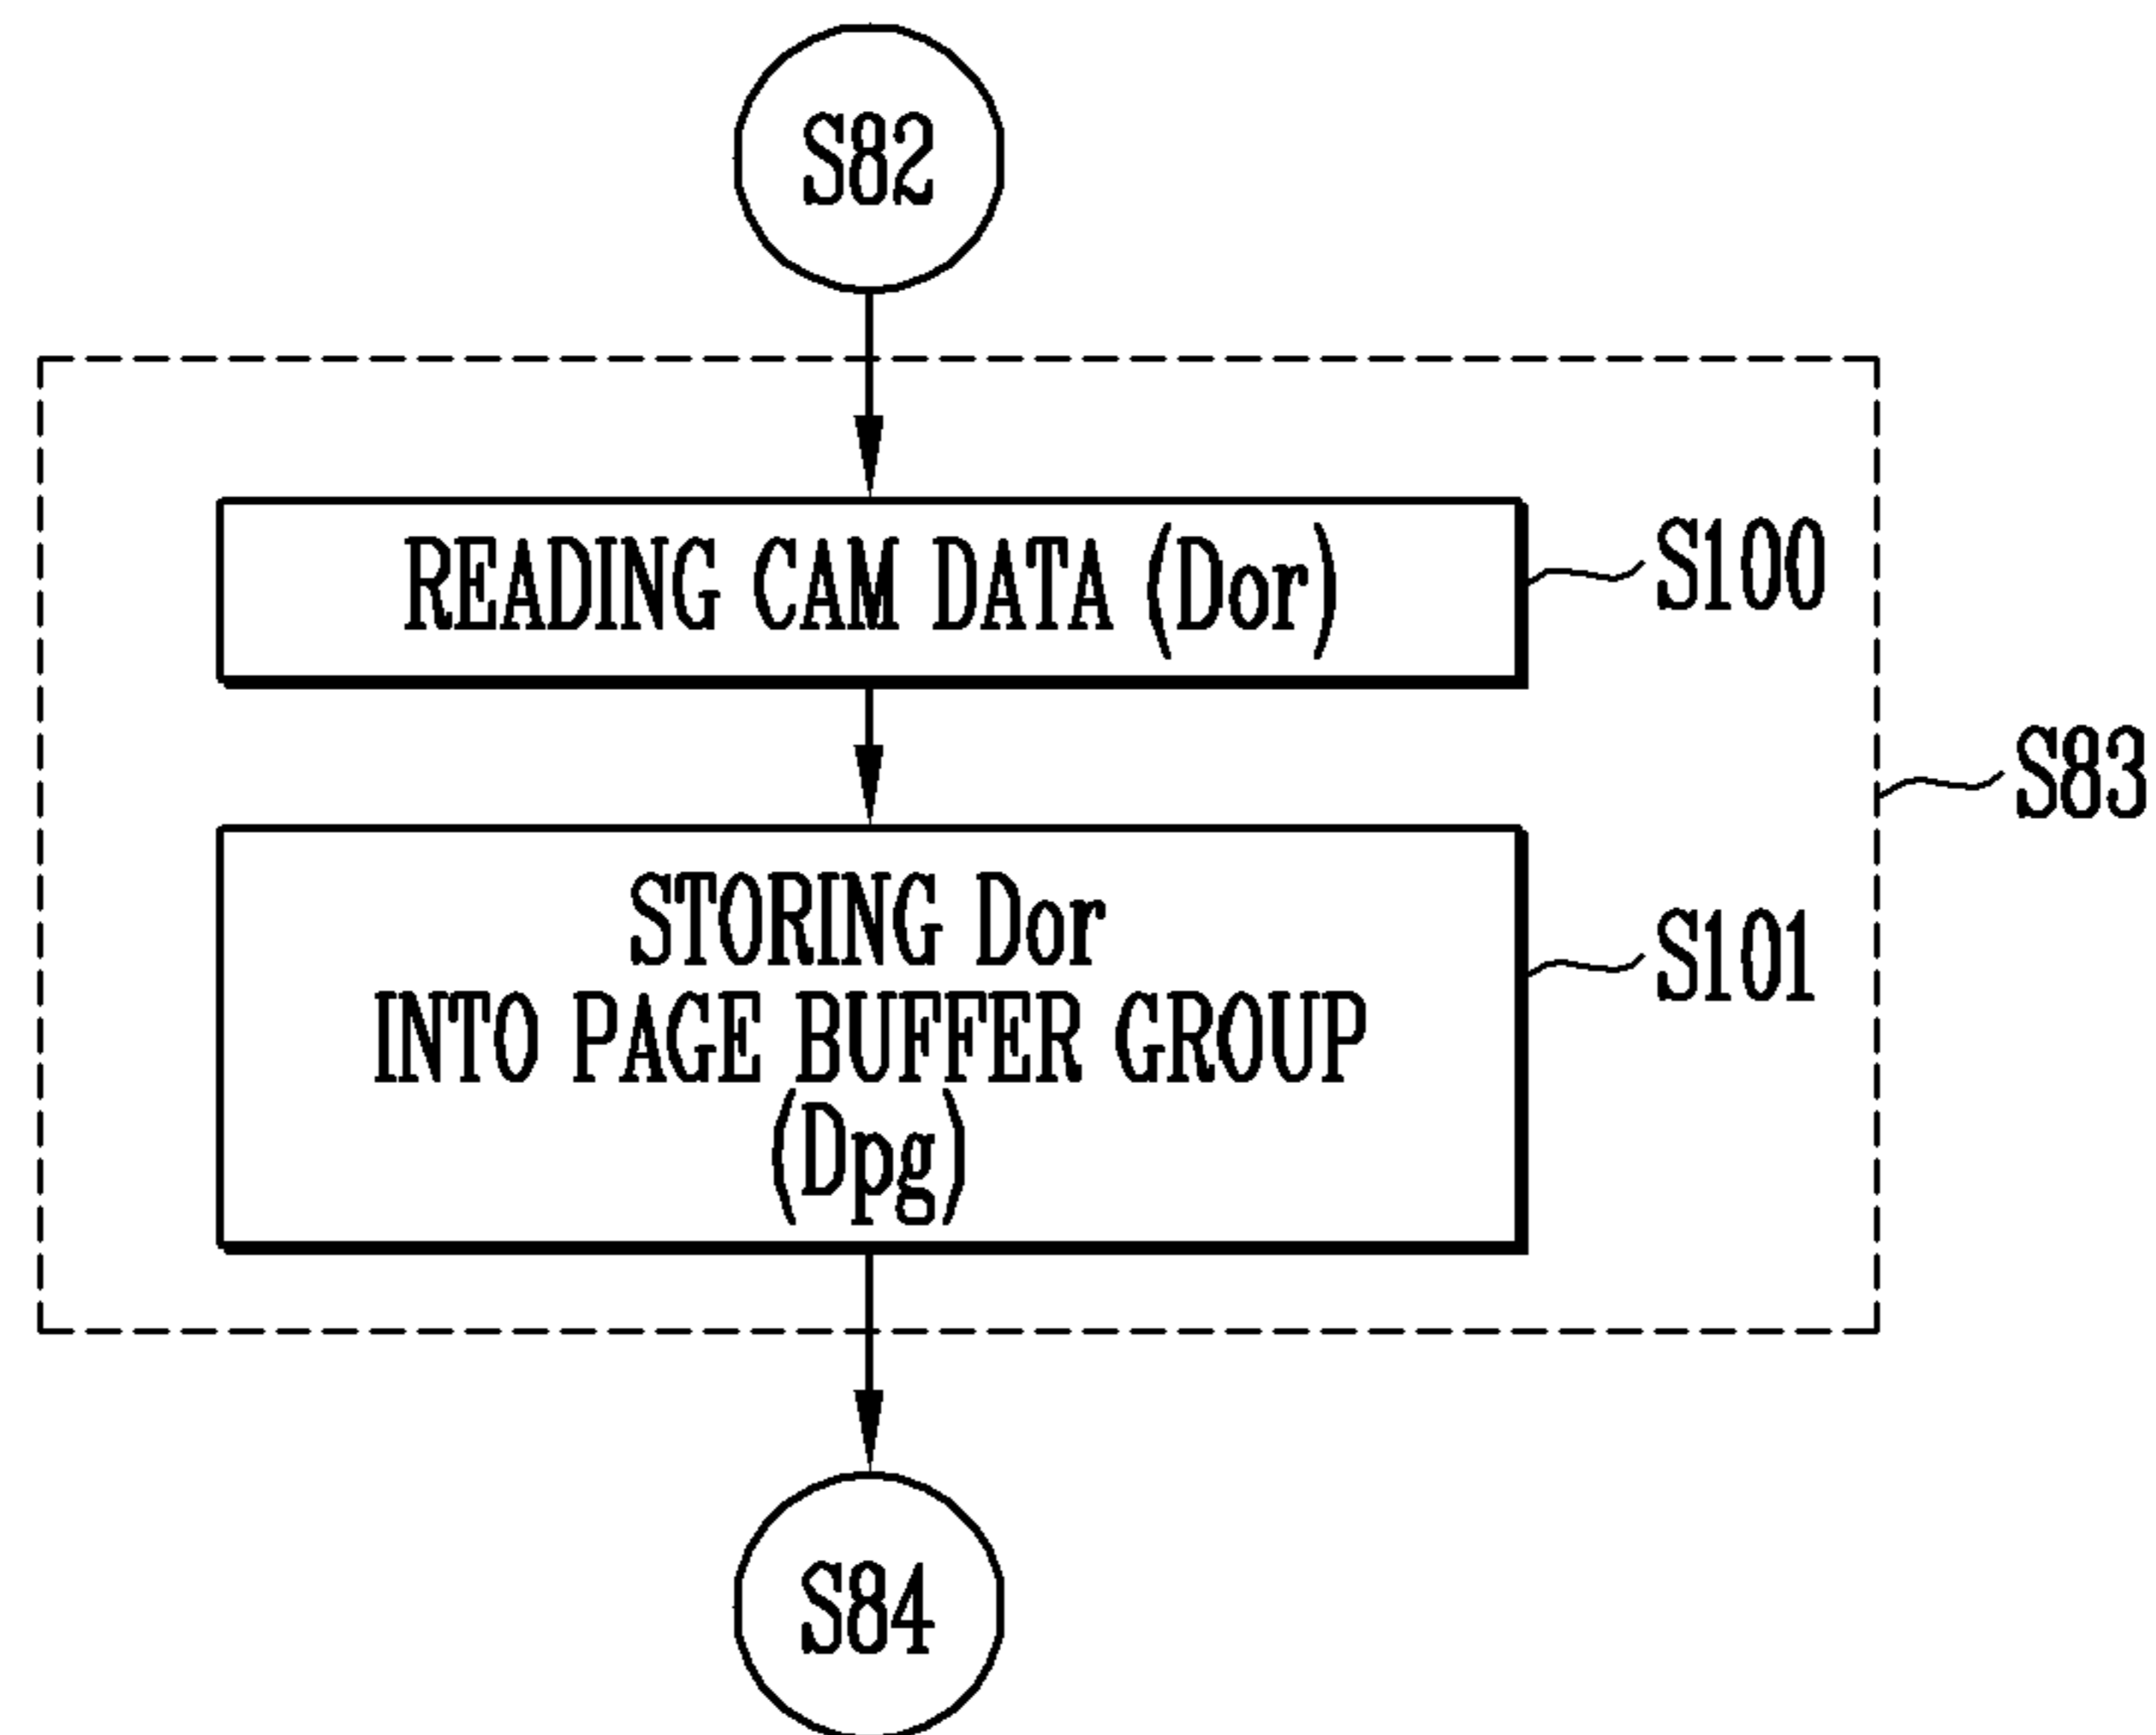 S82
READING CAM DATA (Dor)
S100
S83
STORING Dor
INTO PAGE BUFFER GROUP
(Dpg)
S101
S84